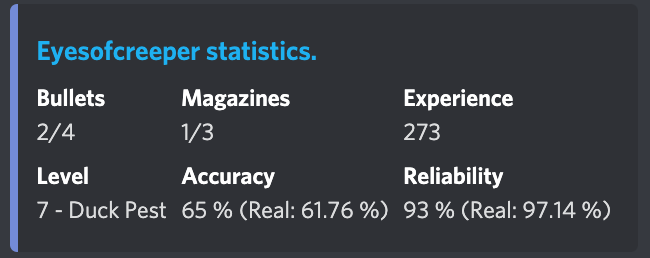 Eyesofcreeper statistics.
Bullets Magazines Experience
2/4 1/3 273
Level Accuracy Reliability
7 - Duck Pest 65 % (Real: 61.76 %) 93 % (Real: 97.14 %)